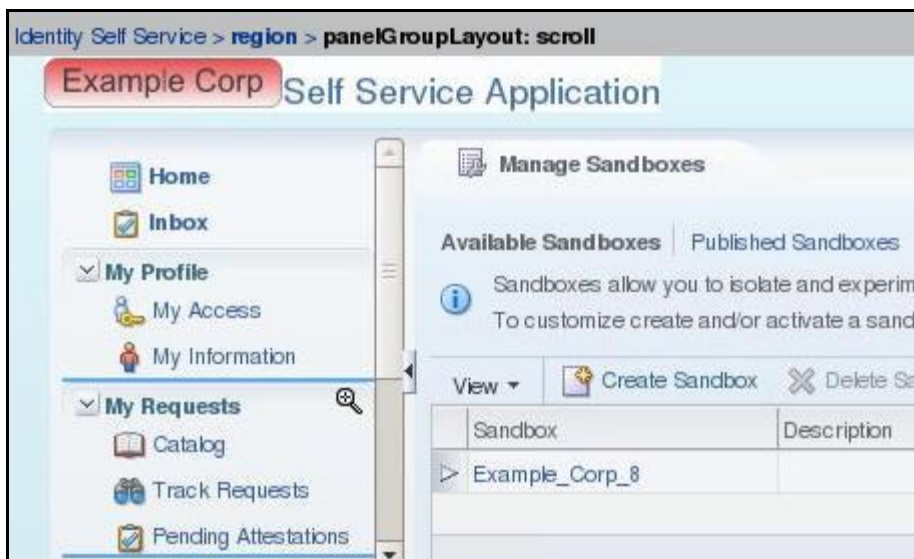 Identity Self Service > region > panelGroupLayout: scroll
Example Corp Self Service Application
Home
Inbox
My Profile
My Access
My Information
My Requests
Catalog
Track Requests
Pending Attestations
Manage Sandboxes
Available Sandboxes | Published Sandboxes
Sandboxes allow you to isolate and experim
To customize create and/or activate a sand
View Create Sandbox Delete Sa
Sandbox Description
Example_Corp_8